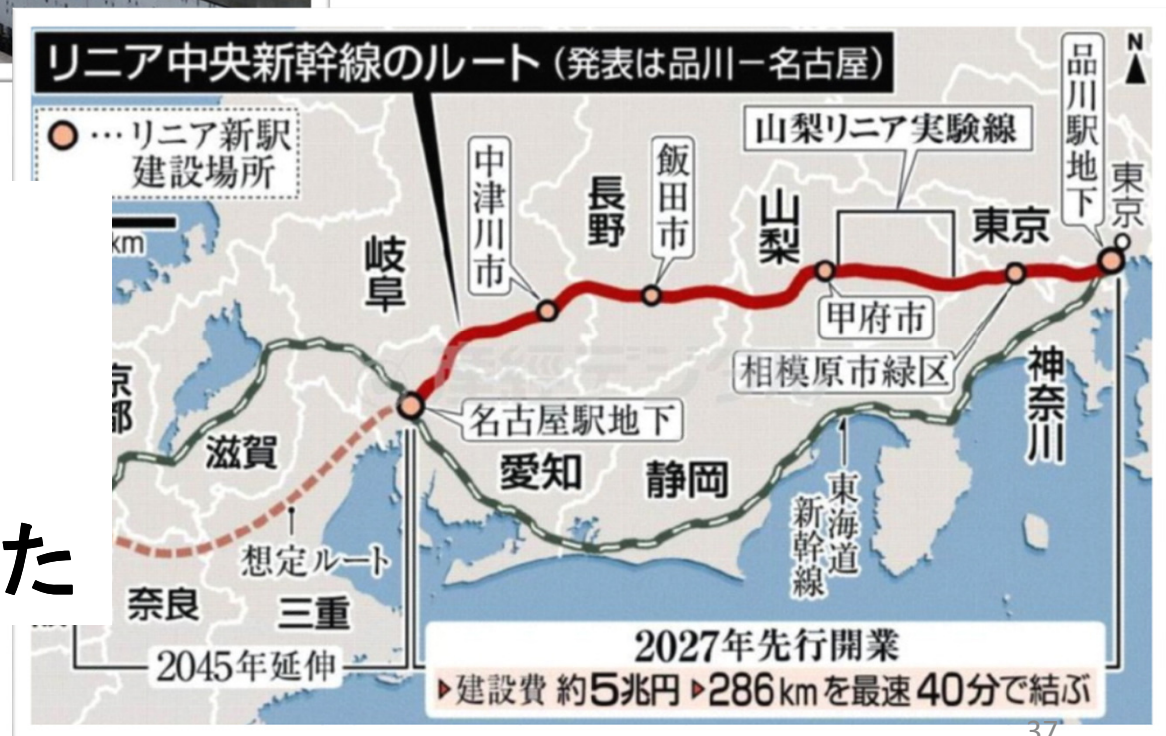 リニア中央新幹線のルート（発表は品川－名古屋）
N
…リニア新駅
建設場所
品川駅地下
東京
山梨リニア実験線
中津川市
飯田市
長野
山梨
東京
岐阜
km
甲府市
相模原市緑区
神奈川
京都
滋賀
名古屋駅地下
愛知
静岡
東海道
新幹線
想定ルート
た
奈良
三重
2045年延伸
2027年先行開業
建設費 約5兆円 286kmを最速40分で結ぶ
37